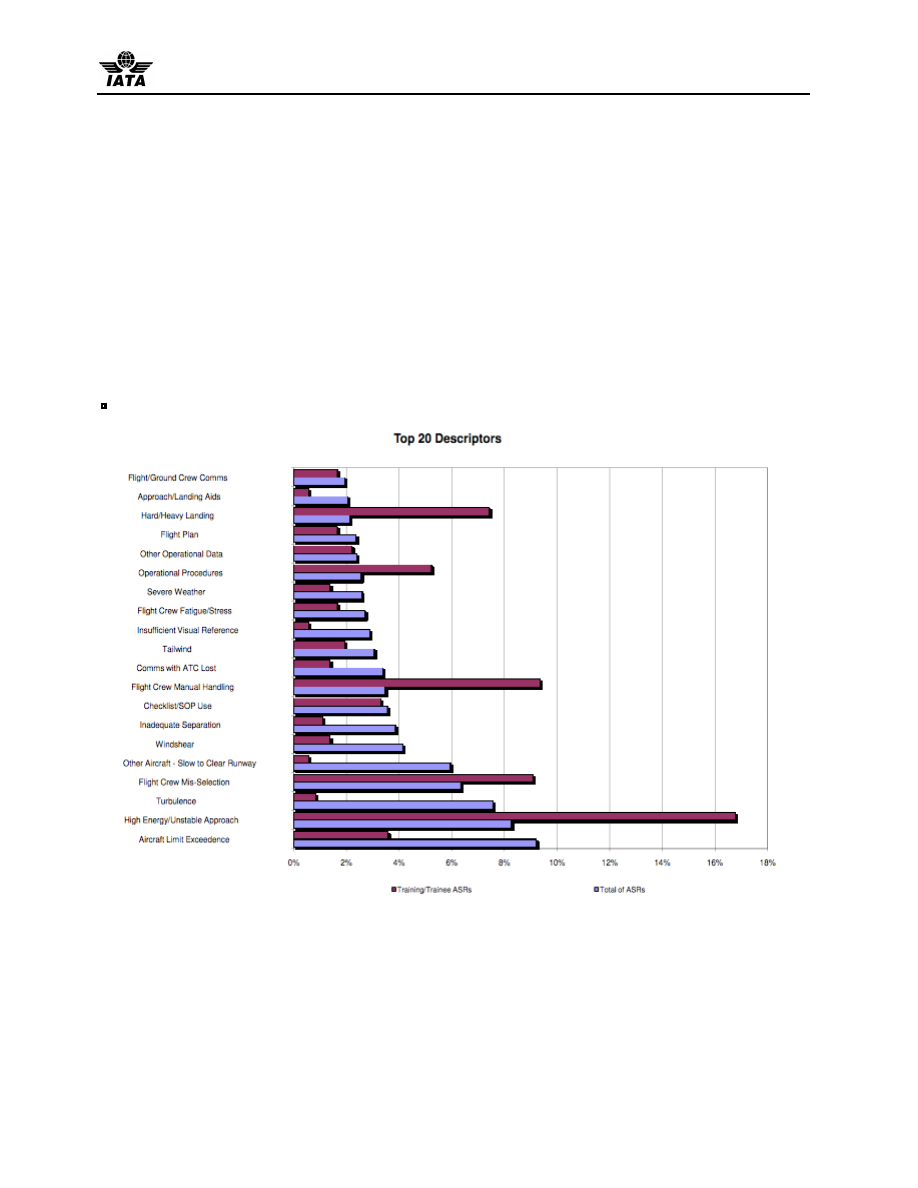 IATA
Top 20 Descriptors
Flight/Ground Crew Comms
Approach/Landing Aids
Hard/Heavy Landing
Flight Plan
Other Operational Data
Operational Procedures
Severe Weather
Flight Crew Fatigue/Stress
Insufficient Visual Reference
Tailwind
Comms with ATC Lost
Flight Crew Manual Handling
Checklist/SOP Use
Inadequate Separation
Windshear
Other Aircraft - Slow to Clear Runway
Flight Crew Mis-Selection
Turbulence
High Energy/Unstable Approach
Aircraft Limit Exceedence
0% 2% 4% 6% 8% 10% 12% 14% 16% 18%
Training/Trainee ASRs Total of ASRs